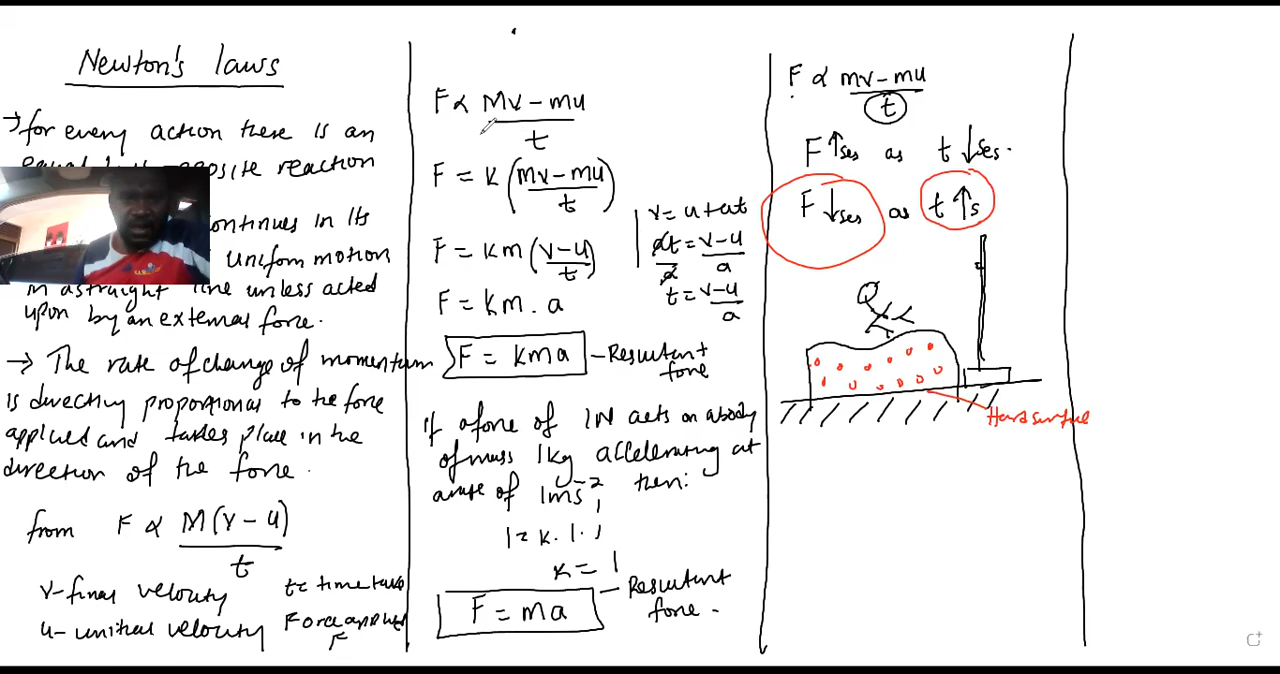 Newton's laws
→ for every action there is an
equal opposite reaction
continues in its
uniform motion
in a straight line unless acted
upon by an external force.
→ The rate of change of momentum
is directly proportional to the force
applied and takes place in the
direction of the force.
from F ∝ M(v - u)
t
v - final velocity t = time taken
u - initial velocity Force applied
F
F ∝ Mv - mu
t
F = k (mv - mu)
t
F = km (v - u)
t
F = km . a
F = kma - Resultant
force
v = u + at
at = v - u
a a
t = v - u
a
If a force of 1N acts on a body
of mass 1kg accelerating at
a rate of 1ms⁻², then:
1 = k . 1 . 1
k = 1
F = ma - Resultant
force.
F ∝ mv - mu
t
F ↑ses as t ↓ses.
F ↓ses as t ↑s
Hard surface